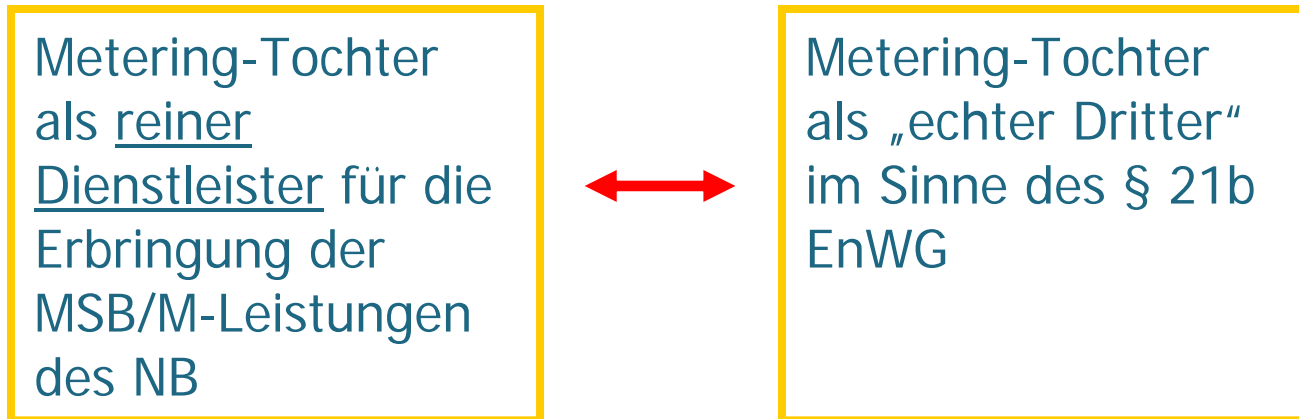 Metering-Tochter
als reiner
Dienstleister für die
Erbringung der
MSB/M-Leistungen
des NB
Metering-Tochter
als „echter Dritter“
im Sinne des § 21b
EnWG